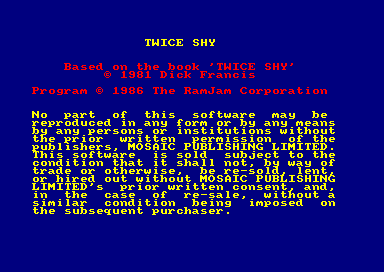 TWICE SHY
Based on the book 'TWICE SHY'
© 1981 Dick Francis
Program © 1986 The RamJam Corporation
No part of this software may be
reproduced in any form or by any means
by any persons or institutions without
the prior written permission of the
publishers, MOSAIC PUBLISHING LIMITED.
This software is sold subject to the
condition that it shall not, by way of
trade or otherwise, be re-sold, lent,
or hired out without MOSAIC PUBLISHING
LIMITED's prior written consent, and,
in the case of re-sale, without a
similar condition being imposed on
the subsequent purchaser.